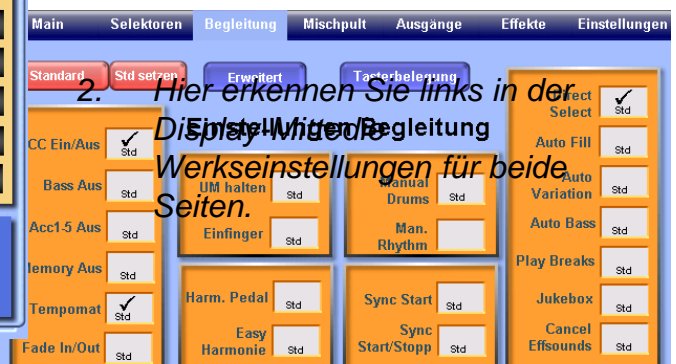 Main Selektoren Begleitung Mischpult Ausgänge Effekte Einstellungen
Standard Std setzen Erweitert Tasterbelegung
2. Hier erkennen Sie links in der
Display-Mitte die
Werkseinstellungen für beide
Seiten.
Einstellungen Begleitung
CC Ein/Aus Std
Bass Aus Std
Acc1-5 Aus Std
Memory Aus Std
Tempomat Std
Fade In/Out Std
UM halten Std
Einfinger Std
Harm. Pedal Std
Easy
Harmonie Std
Manual
Drums Std
Man.
Rhythm
Sync Start Std
Sync
Start/Stopp Std
Direct
Select Std
Auto Fill Std
Auto
Variation Std
Auto Bass Std
Play Breaks Std
Jukebox Std
Cancel
Effsounds Std